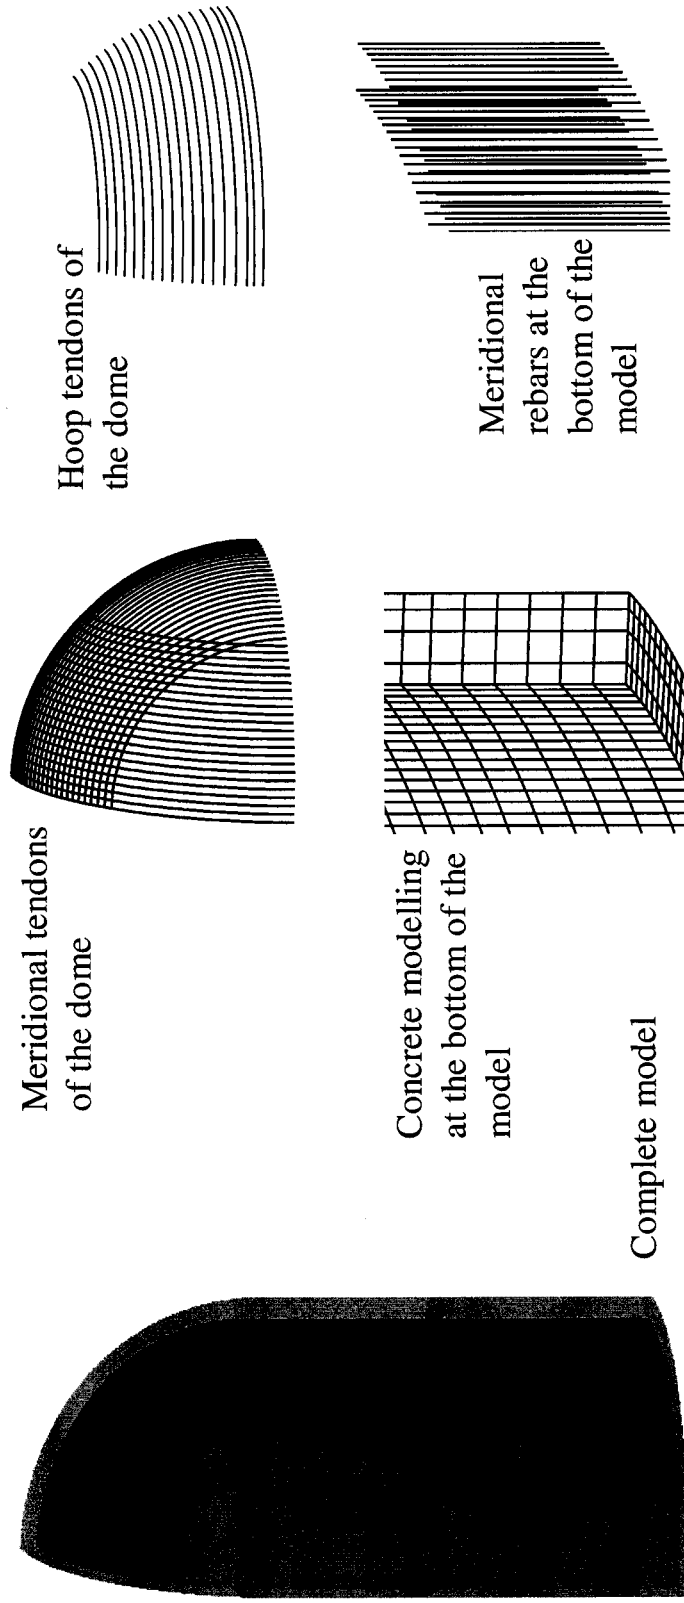 Meridional tendons
of the dome
Hoop tendons of
the dome
Complete model
Concrete modelling
at the bottom of the
model
Meridional
rebars at the
bottom of the
model